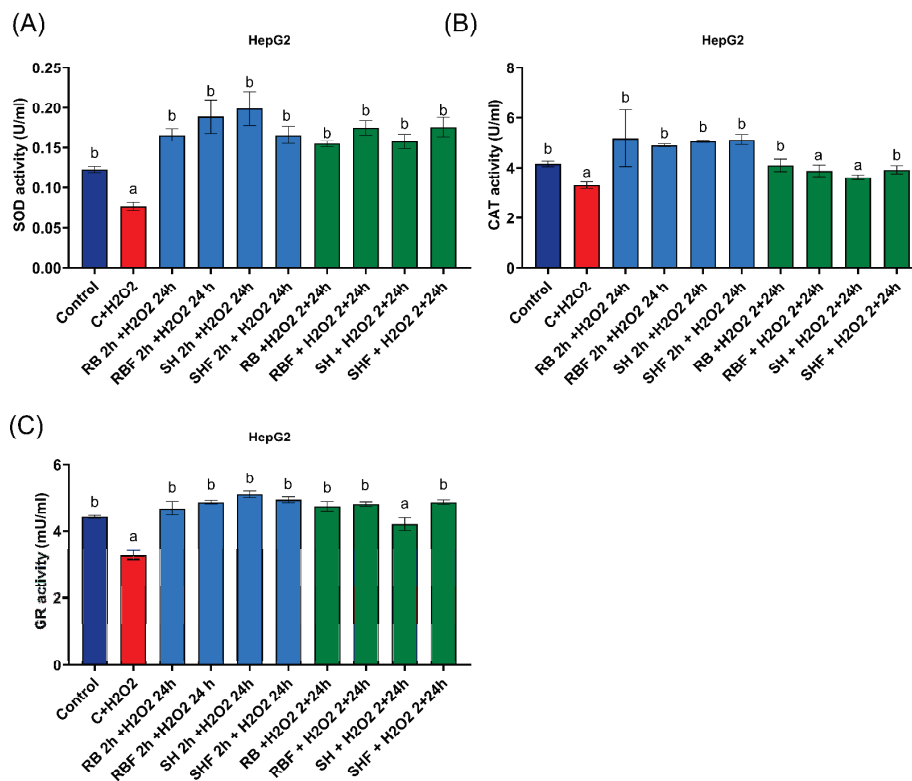 (A)
HepG2
SOD activity (U/ml)
0.25
0.20
0.15
0.10
0.05
0.00
b
a
b
b
b
b
b
b
b
b
Control
C+H2O2
RB 2h +H2O2 24h
RBF 2h +H2O2 24 h
SH 2h +H2O2 24h
SHF 2h + H2O2 24h
RB +H2O2 2+24h
RBF + H2O2 2+24h
SH + H2O2 2+24h
SHF + H2O2 2+24h
(B)
HepG2
CAT activity (U/ml)
8
6
4
2
0
b
a
b
b
b
b
b
a
a
b
Control
C+H2O2
RB 2h +H2O2 24h
RBF 2h +H2O2 24 h
SH 2h +H2O2 24h
SHF 2h + H2O2 24h
RB +H2O2 2+24h
RBF + H2O2 2+24h
SH + H2O2 2+24h
SHF + H2O2 2+24h
(C)
HepG2
GR activity (mU/ml)
6
4
2
0
b
a
b
b
b
b
b
b
a
b
Control
C+H2O2
RB 2h +H2O2 24h
RBF 2h +H2O2 24 h
SH 2h +H2O2 24h
SHF 2h + H2O2 24h
RB +H2O2 2+24h
RBF + H2O2 2+24h
SH + H2O2 2+24h
SHF + H2O2 2+24h